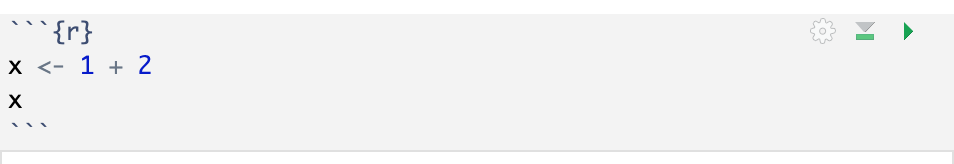 ```{r}
x <- 1 + 2
x
```